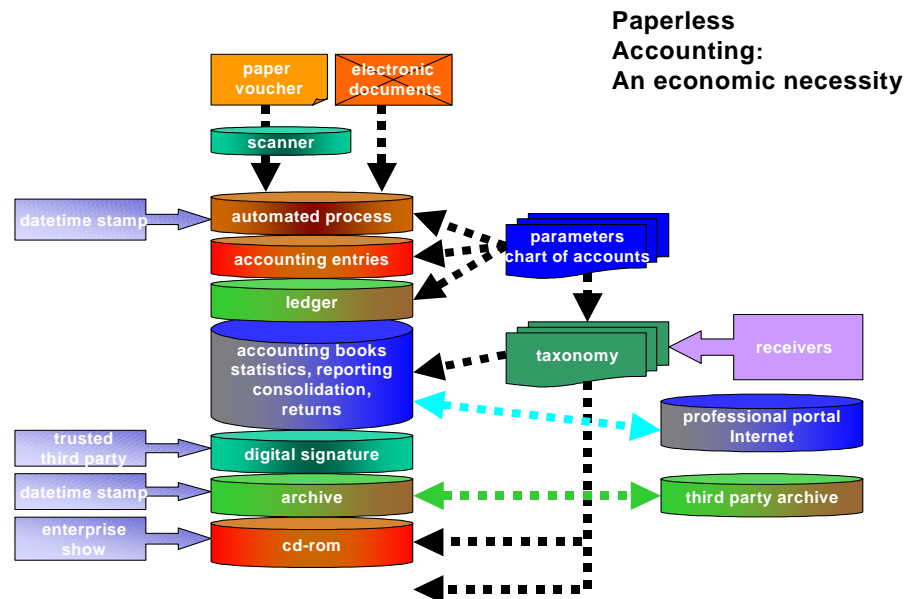 Paperless
Accounting:
An economic necessity
paper
voucher
electronic
documents
scanner
datetime stamp
automated process
parameters
chart of accounts
accounting entries
ledger
accounting books
statistics, reporting
consolidation,
returns
taxonomy
receivers
professional portal
Internet
trusted
third party
digital signature
datetime stamp
archive
third party archive
enterprise
show
cd-rom